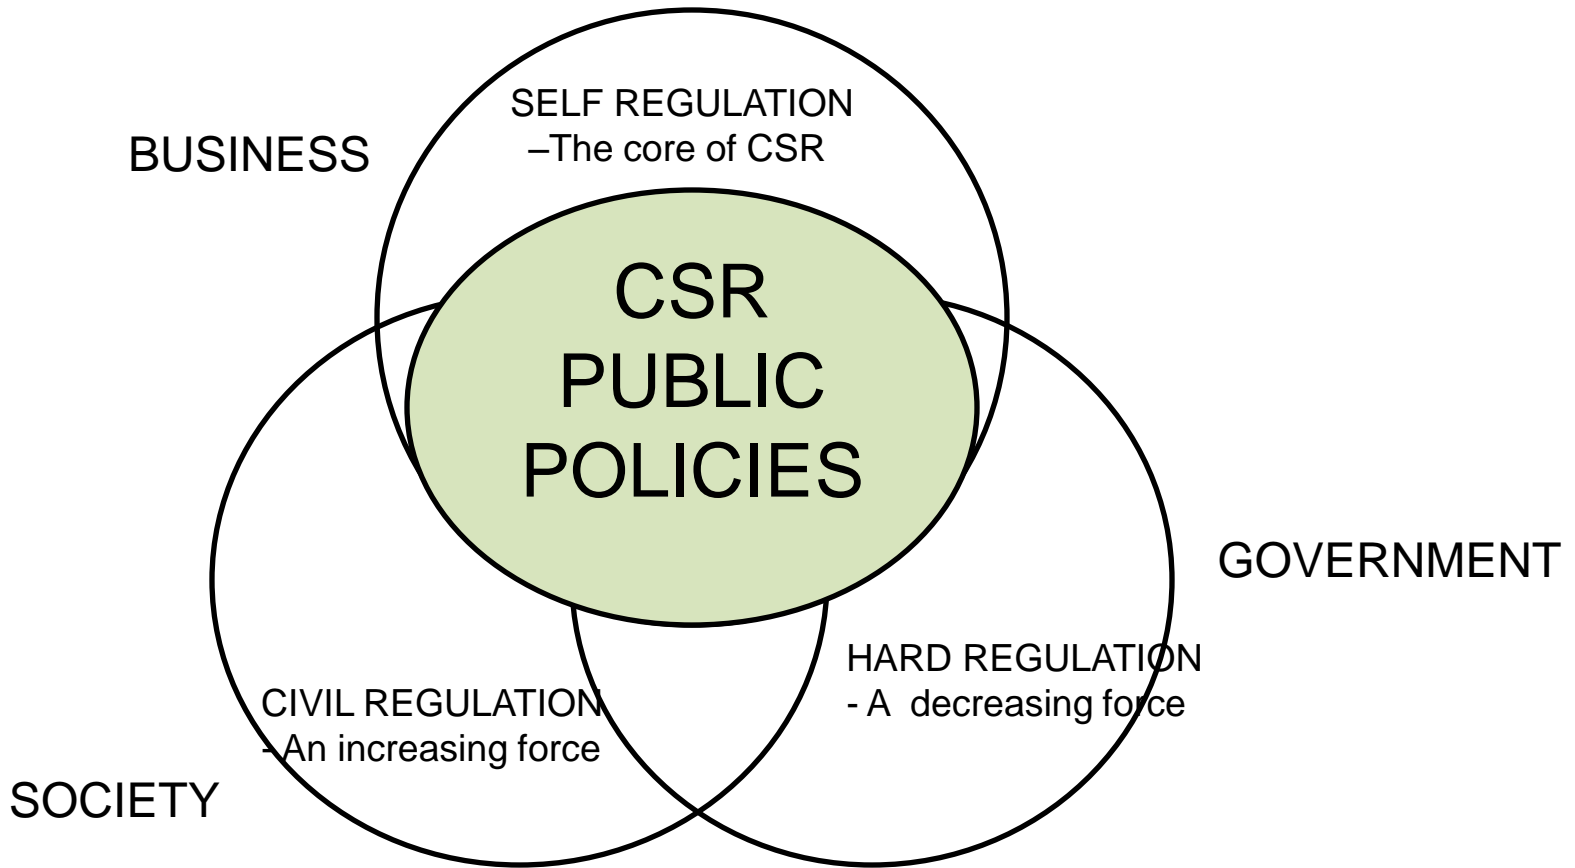 SELF REGULATION
–The core of CSR
BUSINESS
CSR
PUBLIC
POLICIES
GOVERNMENT
HARD REGULATION
- A decreasing force
CIVIL REGULATION
- An increasing force
SOCIETY